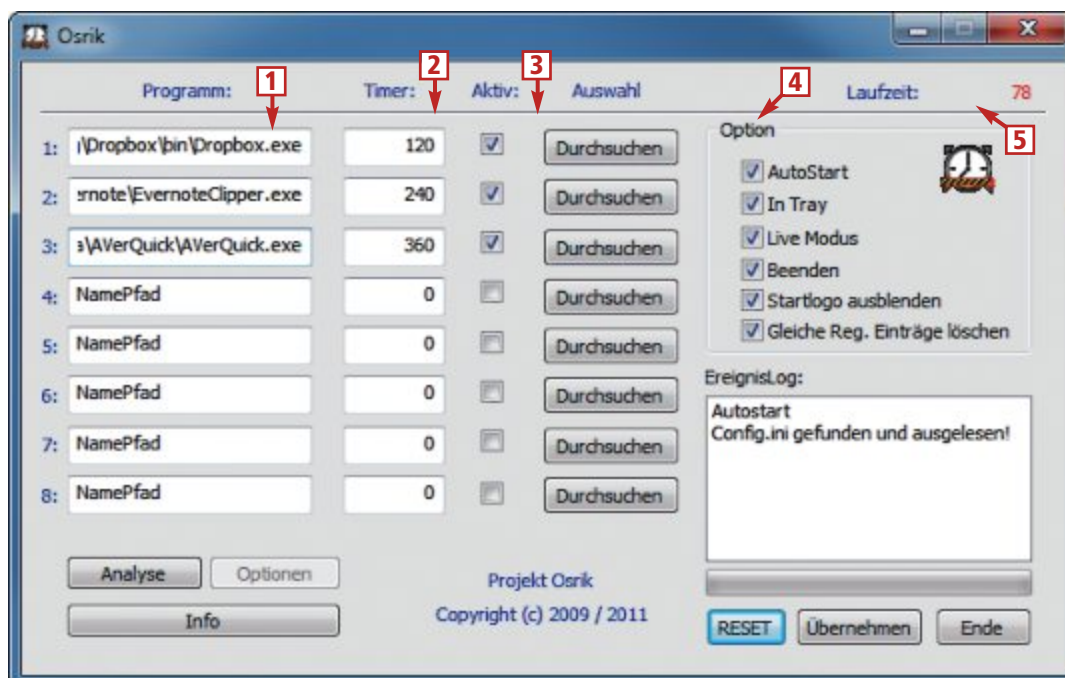 Osrik
1 2 3 4 5
Programm: Timer: Aktiv: Auswahl Laufzeit: 78
1: \Dropbox\bin\Dropbox.exe 120 Durchsuchen
2: ernote\EvernoteClipper.exe 240 Durchsuchen
3: a\AVerQuick\AVerQuick.exe 360 Durchsuchen
4: NamePfad 0 Durchsuchen
5: NamePfad 0 Durchsuchen
6: NamePfad 0 Durchsuchen
7: NamePfad 0 Durchsuchen
8: NamePfad 0 Durchsuchen
Option
AutoStart
In Tray
Live Modus
Beenden
Startlogo ausblenden
Gleiche Reg. Einträge löschen
EreignisLog:
Autostart
Config.ini gefunden und ausgelesen!
Analyse Optionen
Info
Projekt Osrik
Copyright (c) 2009 / 2011
RESET Übernehmen Ende